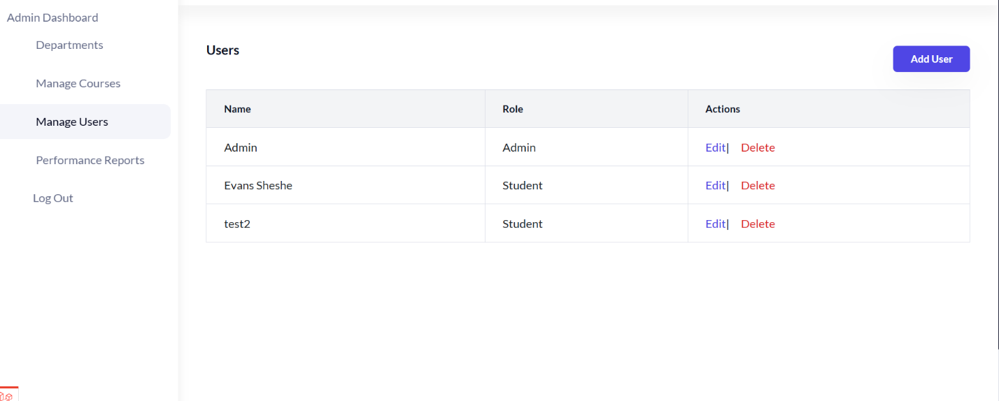 Admin Dashboard
Departments
Manage Courses
Manage Users
Performance Reports
Log Out
Users
Add User
Name Role Actions
Admin Admin Edit| Delete
Evans Sheshe Student Edit| Delete
test2 Student Edit| Delete